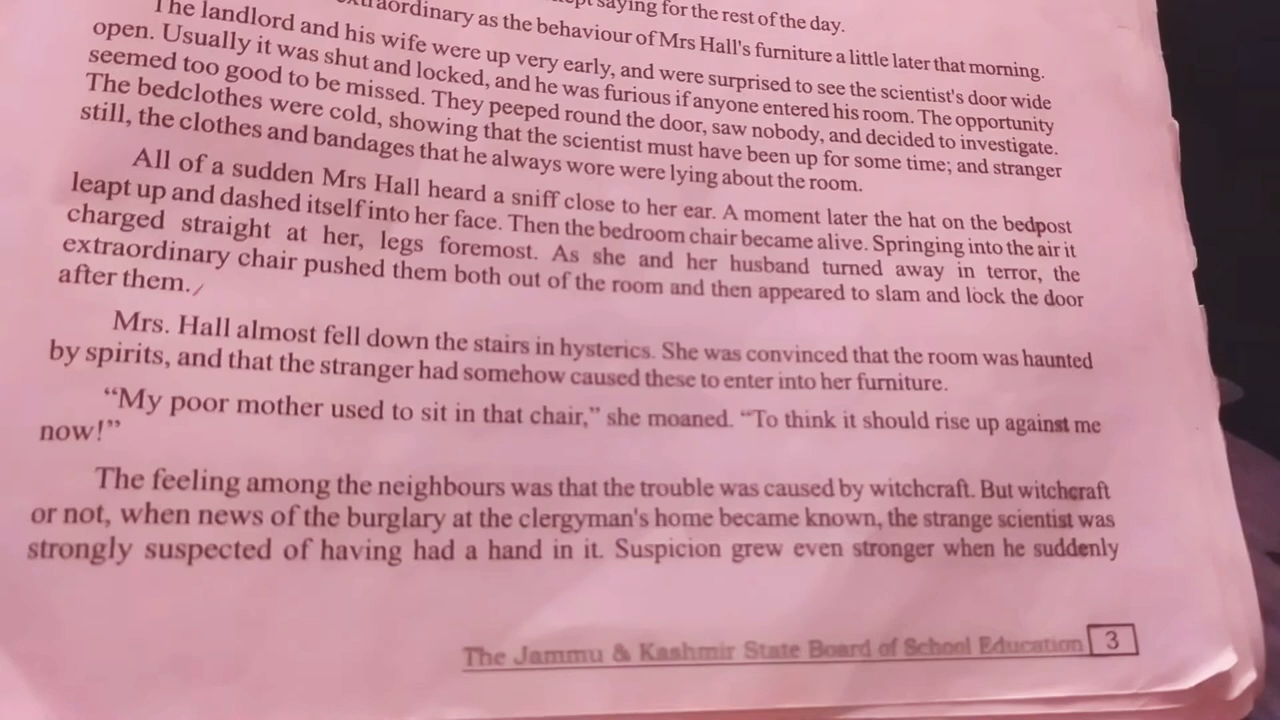 saying for the rest of the day.
extraordinary as the behaviour of Mrs Hall's furniture a little later that morning.
The landlord and his wife were up very early, and were surprised to see the scientist's door wide
open. Usually it was shut and locked, and he was furious if anyone entered his room. The opportunity
seemed too good to be missed. They peeped round the door, saw nobody, and decided to investigate.
The bedclothes were cold, showing that the scientist must have been up for some time; and stranger
still, the clothes and bandages that he always wore were lying about the room.
All of a sudden Mrs Hall heard a sniff close to her ear. A moment later the hat on the bedpost
leapt up and dashed itself into her face. Then the bedroom chair became alive. Springing into the air it
charged straight at her, legs foremost. As she and her husband turned away in terror, the
extraordinary chair pushed them both out of the room and then appeared to slam and lock the door
after them.
Mrs. Hall almost fell down the stairs in hysterics. She was convinced that the room was haunted
by spirits, and that the stranger had somehow caused these to enter into her furniture.
“My poor mother used to sit in that chair,” she moaned. “To think it should rise up against me
now!”
The feeling among the neighbours was that the trouble was caused by witchcraft. But witchcraft
or not, when news of the burglary at the clergyman's home became known, the strange scientist was
strongly suspected of having had a hand in it. Suspicion grew even stronger when he suddenly
The Jammu & Kashmir State Board of School Education 3